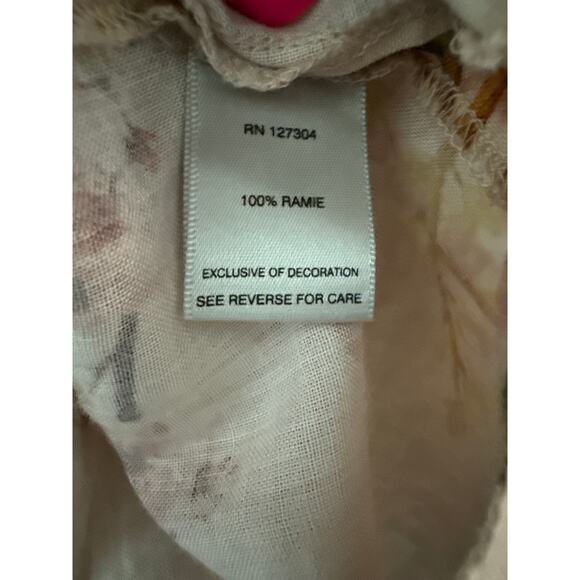 RN 127304
100% RAMIE
EXCLUSIVE OF DECORATION
SEE REVERSE FOR CARE